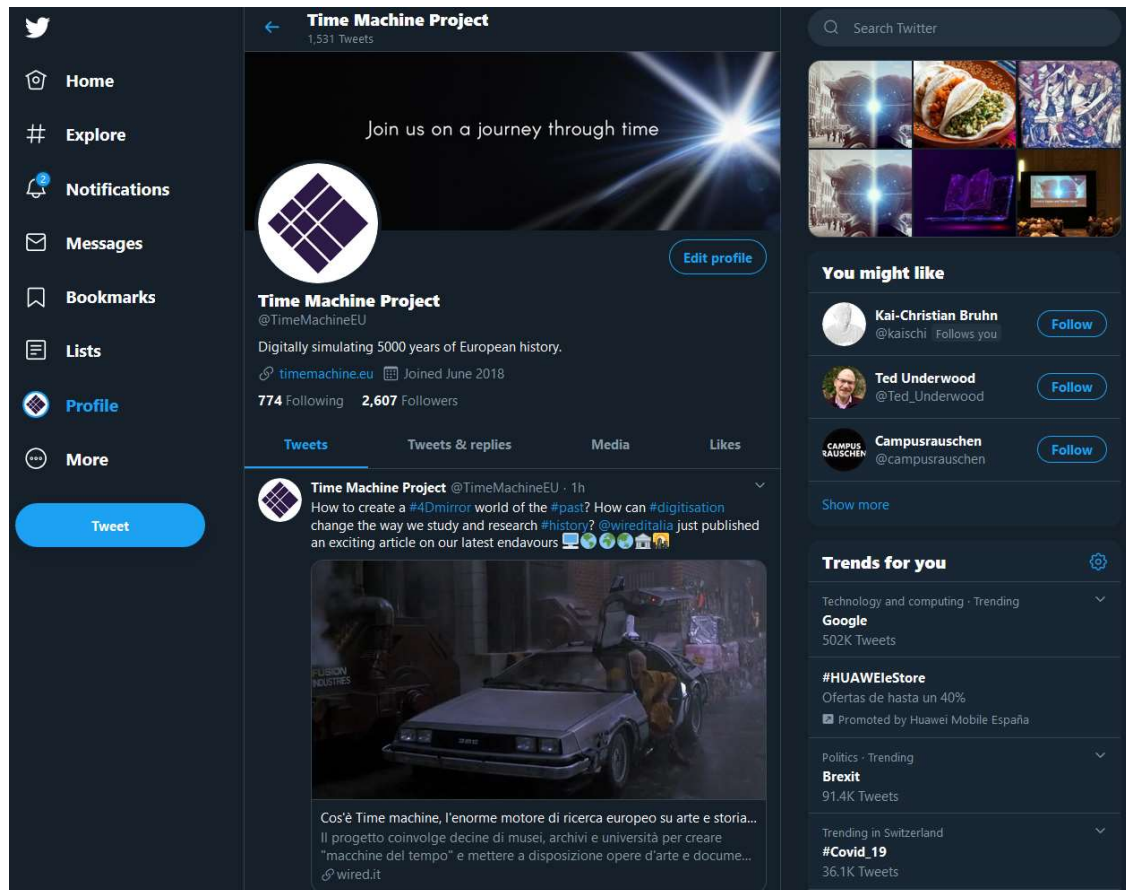 Home
Explore
2
Notifications
Messages
Bookmarks
Lists
Profile
More
Tweet
Time Machine Project
1,531 Tweets
Join us on a journey through time
Edit profile
Time Machine Project
@TimeMachineEU
Digitally simulating 5000 years of European history.
timemachine.eu Joined June 2018
774 Following 2,607 Followers
Tweets Tweets & replies Media Likes
Time Machine Project @TimeMachineEU · 1h
How to create a #4Dmirror world of the #past? How can #digitisation
change the way we study and research #history? @wireditalia just published
an exciting article on our latest endavours
FUSION
INDUSTRIES
DMC
Cos'è Time machine, l'enorme motore di ricerca europeo su arte e storia...
Il progetto coinvolge decine di musei, archivi e università per creare
"macchine del tempo" e mettere a disposizione opere d'arte e docume...
wired.it
Search Twitter
You might like
Kai-Christian Bruhn
@kaischi Follows you
Follow
Ted Underwood
@Ted_Underwood
Follow
CAMPUS
RAUSCHEN
Campusrauschen
@campusrauschen
Follow
Show more
Trends for you
Technology and computing · Trending
Google
502K Tweets
#HUAWEIeStore
Ofertas de hasta un 40%
Promoted by Huawei Mobile España
Politics · Trending
Brexit
91.4K Tweets
Trending in Switzerland
#Covid_19
36.1K Tweets